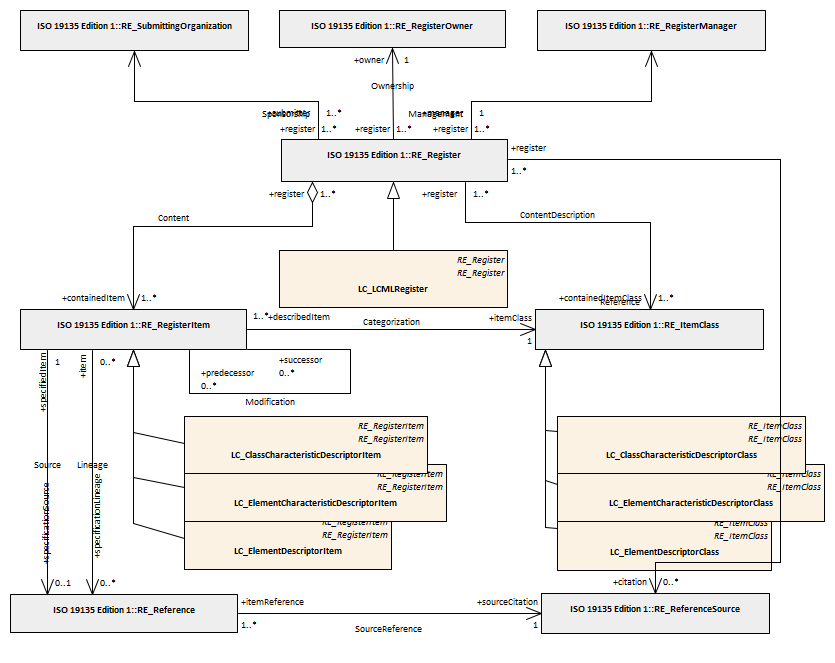 ISO 19135 Edition 1::RE_SubmittingOrganization
ISO 19135 Edition 1::RE_RegisterOwner
ISO 19135 Edition 1::RE_RegisterManager
+owner
1
Ownership
+submitter
1..*
Sponsorship
+manager
1
Management
+register
1..*
+register
1..*
+register
1..*
ISO 19135 Edition 1::RE_Register
+register
1..*
+register
1..*
+register
1..*
Content
ContentDescription
RE_Register
RE_Register
LC_LCMLRegister
+containedItem
1..*
+containedItemClass
1..*
Reference
ISO 19135 Edition 1::RE_RegisterItem
1..*
+describedItem
Categorization
+itemClass
1
ISO 19135 Edition 1::RE_ItemClass
+specifiedItem
1
+item
0..*
+predecessor
0..*
+successor
0..*
Modification
RE_RegisterItem
RE_RegisterItem
LC_ClassCharacteristicDescriptorItem
RE_RegisterItem
RE_RegisterItem
LC_ElementCharacteristicDescriptorItem
RE_RegisterItem
RE_RegisterItem
LC_ElementDescriptorItem
RE_ItemClass
RE_ItemClass
LC_ClassCharacteristicDescriptorClass
RE_ItemClass
RE_ItemClass
LC_ElementCharacteristicDescriptorClass
RE_ItemClass
RE_ItemClass
LC_ElementDescriptorClass
Source
Lineage
+specificationSource
+specificationLineage
0..1
0..*
+citation
0..*
ISO 19135 Edition 1::RE_Reference
+itemReference
1..*
SourceReference
+sourceCitation
1
ISO 19135 Edition 1::RE_ReferenceSource